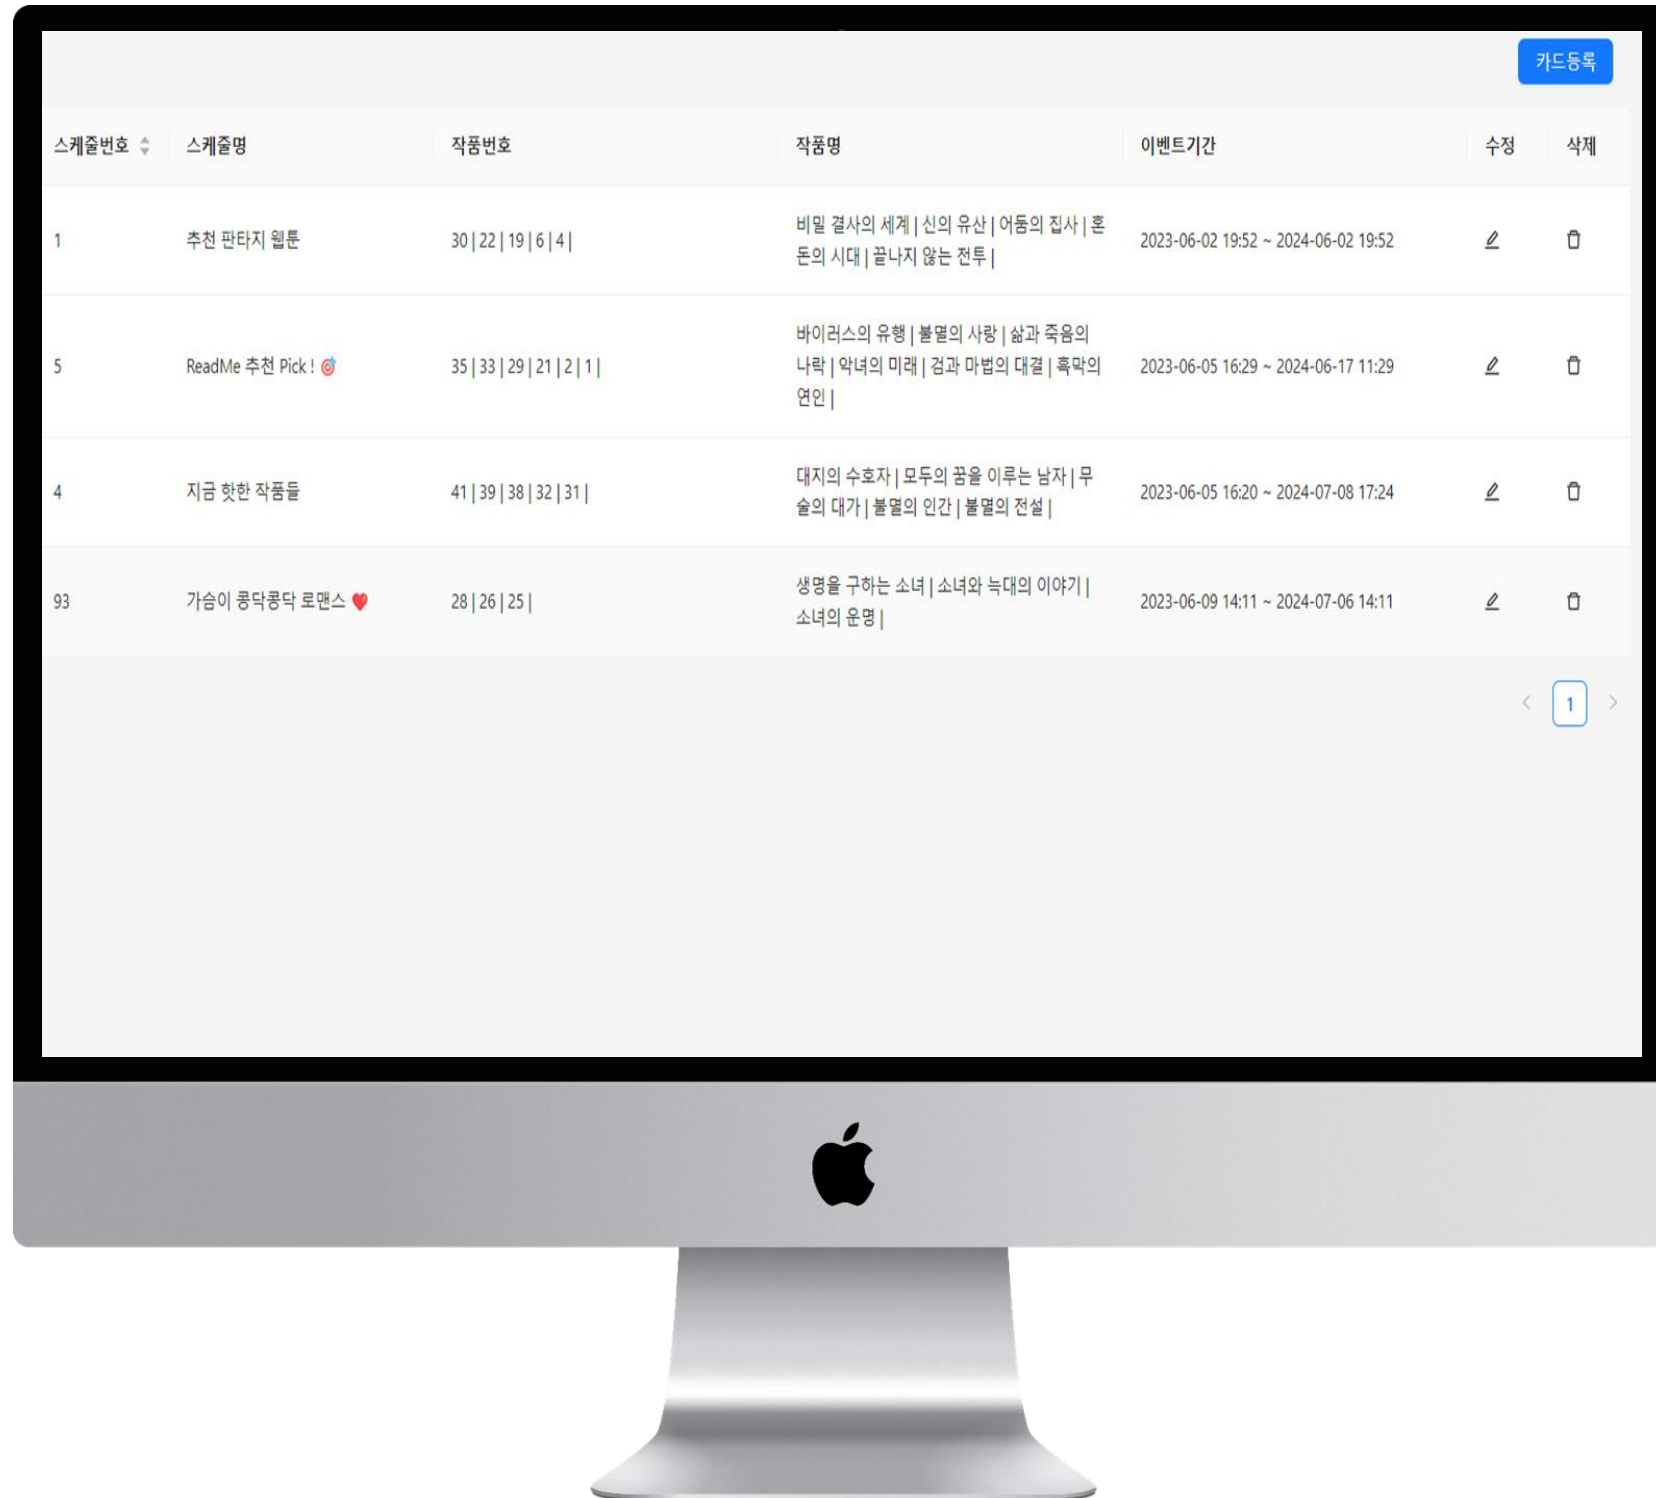 카드등록
스케줄번호 스케줄명 작품번호 작품명 이벤트기간 수정 삭제
1 추천 판타지 웹툰 30 | 22 | 19 | 6 | 4 | 비밀 결사의 세계 | 신의 유산 | 어둠의 집사 | 혼
돈의 시대 | 끝나지 않는 전투 | 2023-06-02 19:52 ~ 2024-06-02 19:52
5 ReadMe 추천 Pick ! 🎯 35 | 33 | 29 | 21 | 2 | 1 | 바이러스의 유행 | 불멸의 사랑 | 삶과 죽음의
나락 | 악녀의 미래 | 검과 마법의 대결 | 흑막의
연인 | 2023-06-05 16:29 ~ 2024-06-17 11:29
4 지금 핫한 작품들 41 | 39 | 38 | 32 | 31 | 대지의 수호자 | 모두의 꿈을 이루는 남자 | 무
술의 대가 | 불멸의 인간 | 불멸의 전설 | 2023-06-05 16:20 ~ 2024-07-08 17:24
93 가슴이 콩닥콩닥 로맨스 ❤️ 28 | 26 | 25 | 생명을 구하는 소녀 | 소녀와 늑대의 이야기 |
소녀의 운명 | 2023-06-09 14:11 ~ 2024-07-06 14:11
< 1 >